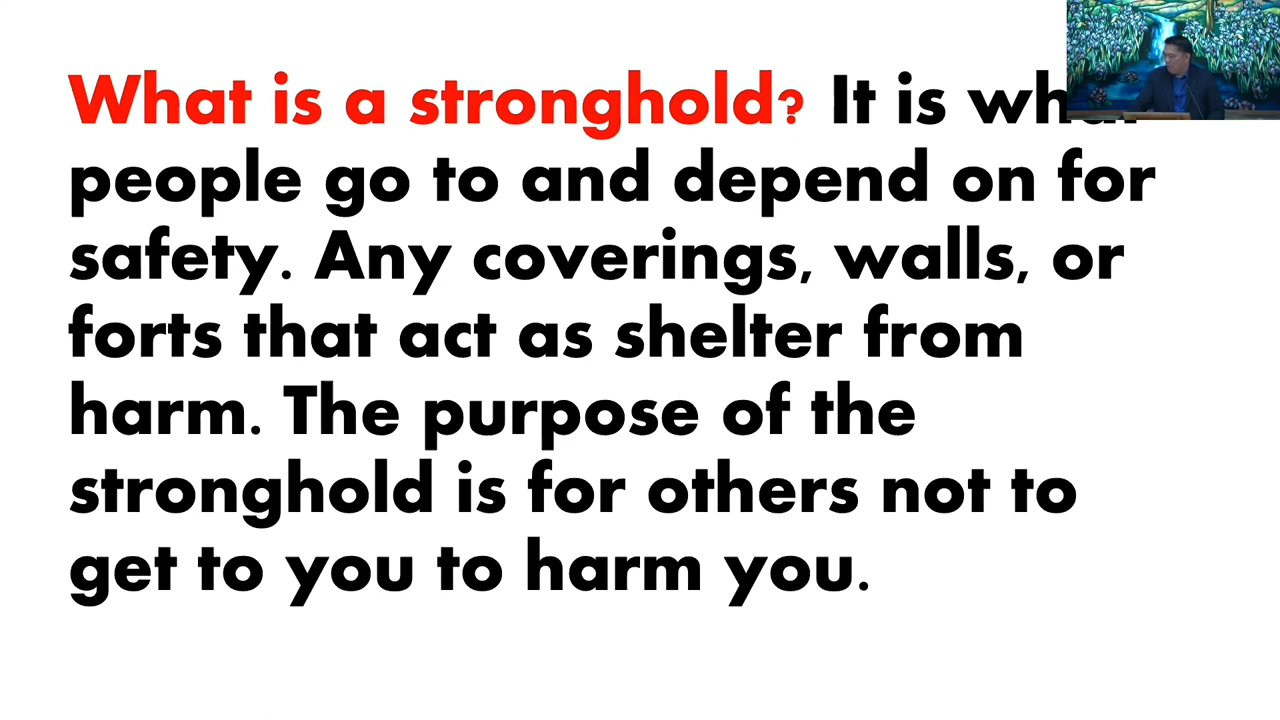 What is a stronghold? It is what
people go to and depend on for
safety. Any coverings, walls, or
forts that act as shelter from
harm. The purpose of the
stronghold is for others not to
get to you to harm you.